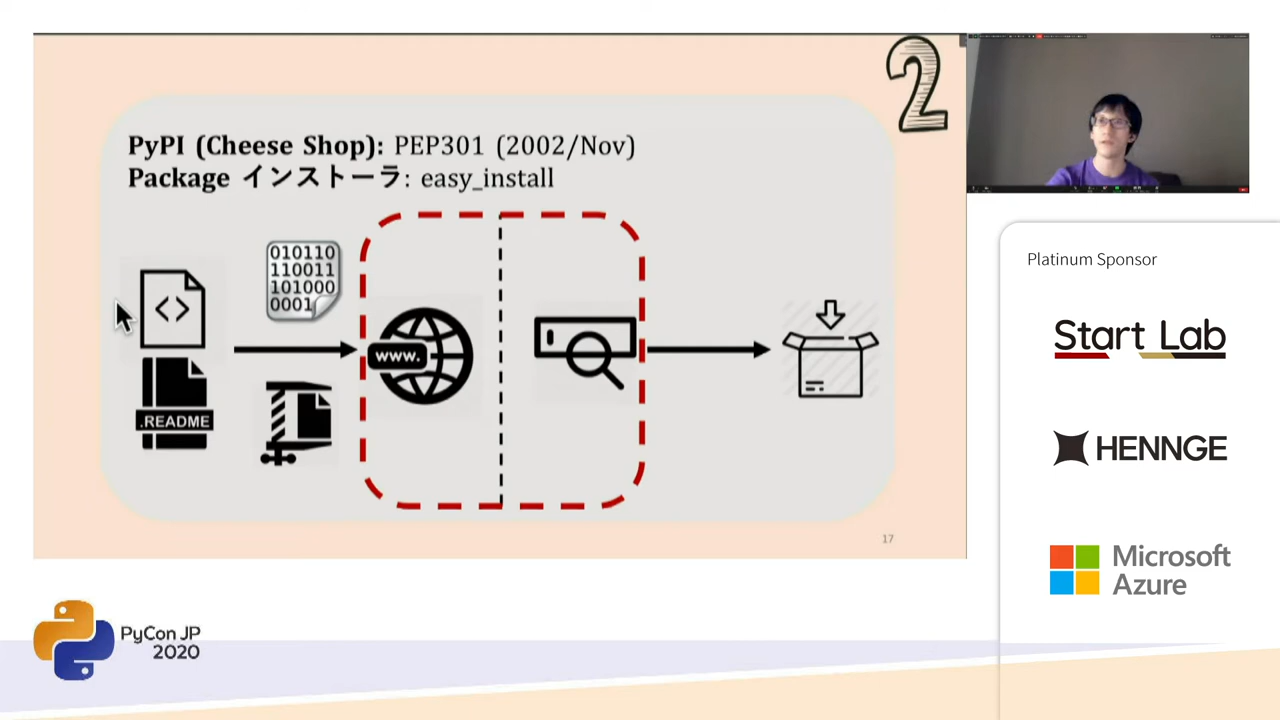 2
PyPI (Cheese Shop): PEP301 (2002/Nov)
Package インストーラ: easy_install
010110
110011
101000
0001
www.
.README
17
Platinum Sponsor
Start Lab
HENNGE
Microsoft
Azure
PyCon JP
2020